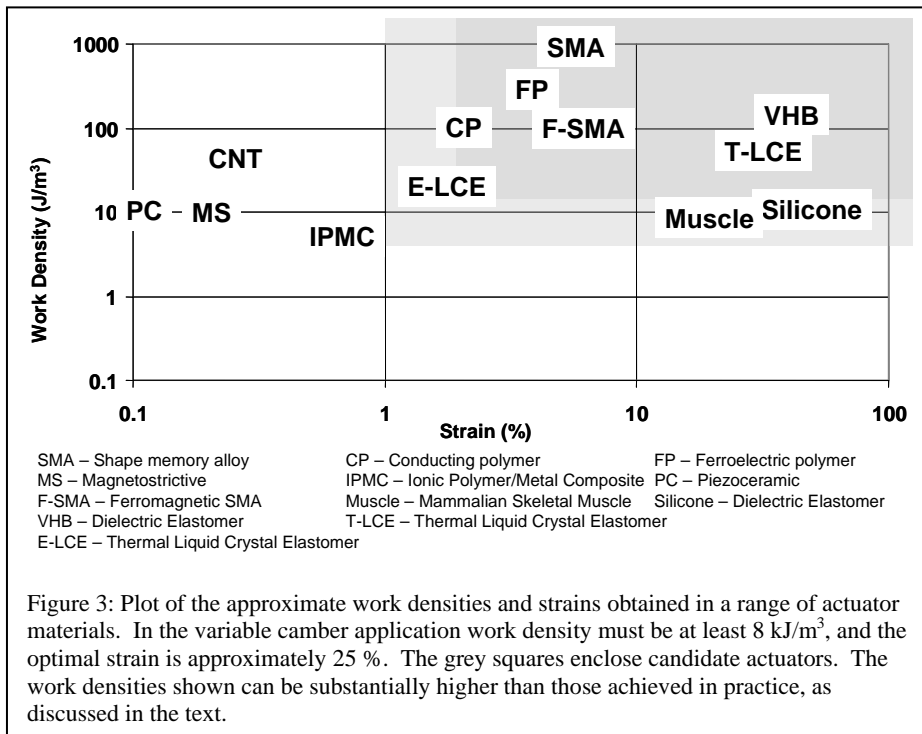 1000
SMA
FP
VHB
100
CP
F-SMA
T-LCE
CNT
E-LCE
10
PC
MS
Muscle
Silicone
IPMC
1
0.1
Work Density (J/m³)
0.1 1 10 100
Strain (%)
SMA – Shape memory alloy CP – Conducting polymer FP – Ferroelectric polymer
MS – Magnetostrictive IPMC – Ionic Polymer/Metal Composite PC – Piezoceramic
F-SMA – Ferromagnetic SMA Muscle – Mammalian Skeletal Muscle Silicone – Dielectric Elastomer
VHB – Dielectric Elastomer T-LCE – Thermal Liquid Crystal Elastomer
E-LCE – Thermal Liquid Crystal Elastomer
Figure 3: Plot of the approximate work densities and strains obtained in a range of actuator
materials. In the variable camber application work density must be at least 8 kJ/m³, and the
optimal strain is approximately 25 %. The grey squares enclose candidate actuators. The
work densities shown can be substantially higher than those achieved in practice, as
discussed in the text.